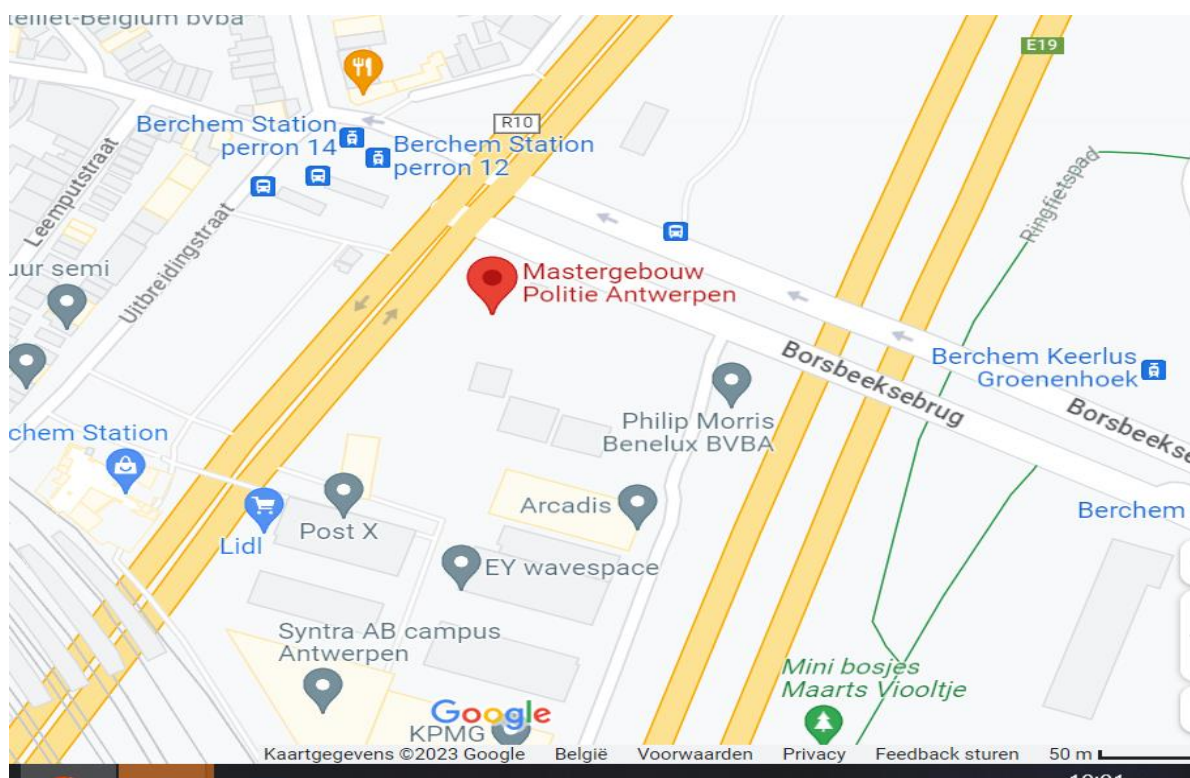 teillet-Belgium bvba
E19
R10
Berchem Station
perron 14
Berchem Station
perron 12
Leemputstraat
Uitbreidingstraat
Ringfietspad
uur semi
Mastergebouw
Politie Antwerpen
Borsbeeksebrug
Berchem Keerlus
Groenenhoek
Borsbeekse
Philip Morris
Benelux BVBA
chem Station
Arcadis
Berchem
Post X
Lidl
EY wavespace
Syntra AB campus
Antwerpen
Mini bosjes
Maarts Viooltje
Google
KPMG
Kaartgegevens ©2023 Google België Voorwaarden Privacy Feedback sturen 50 m